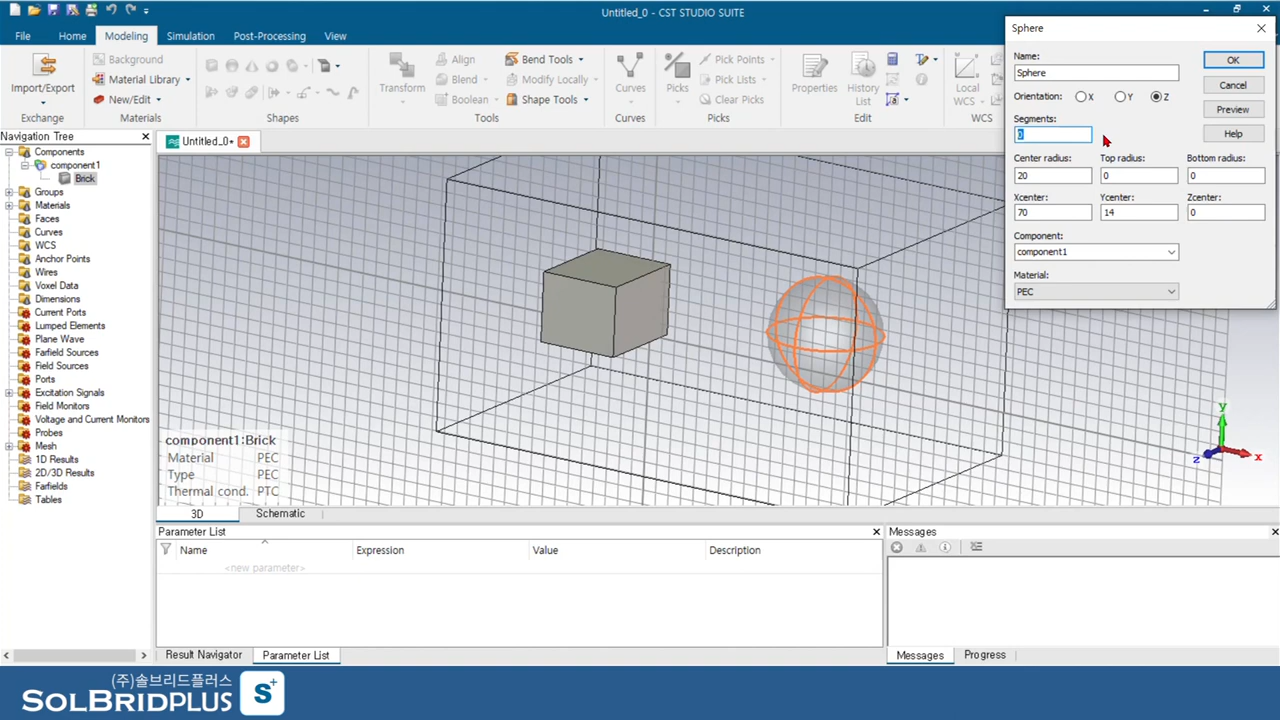 Untitled_0 - CST STUDIO SUITE
File Home Modeling Simulation Post-Processing View
Import/Export
Exchange
Background
Material Library
New/Edit
Materials
Shapes
Transform
Align
Blend
Boolean
Bend Tools
Modify Locally
Shape Tools
Tools
Curves
Curves
Picks
Pick Points
Pick Lists
Clear Picks
Picks
Properties
History
List
Edit
Local
WCS
WCS
Sphere
Name:
Sphere
Orientation: X Y Z
Segments:
0
Center radius: Top radius: Bottom radius:
20 0 0
Xcenter: Ycenter: Zcenter:
70 14 0
Component:
component1
Material:
PEC
OK
Cancel
Preview
Help
Navigation Tree
Components
component1
Brick
Groups
Materials
Faces
Curves
WCS
Anchor Points
Wires
Voxel Data
Dimensions
Current Ports
Lumped Elements
Plane Wave
Farfield Sources
Field Sources
Ports
Excitation Signals
Field Monitors
Voltage and Current Monitors
Probes
Mesh
1D Results
2D/3D Results
Farfields
Tables
Untitled_0*
component1:Brick
Material PEC
Type PEC
Thermal cond. PTC
y
z
x
3D Schematic
Parameter List
Name Expression Value Description
<new parameter>
Result Navigator Parameter List
Messages
Messages Progress
(주)솔브리드플러스
SOLBRIDPLUS
S+